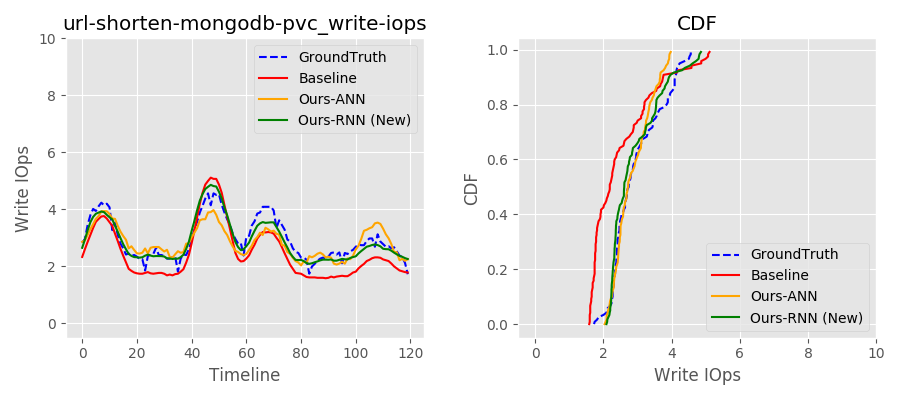 url-shorten-mongodb-pvc_write-iops
10
8
6
4
2
0
Write IOps
0 20 40 60 80 100 120
Timeline
GroundTruth
Baseline
Ours-ANN
Ours-RNN (New)
CDF
1.0
0.8
0.6
0.4
0.2
0.0
CDF
0 2 4 6 8 10
Write IOps
GroundTruth
Baseline
Ours-ANN
Ours-RNN (New)